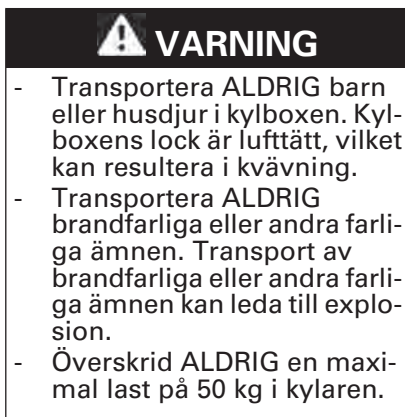 VARNING
- Transportera ALDRIG barn
eller husdjur i kylboxen. Kyl-
boxens lock är lufttätt, vilket
kan resultera i kvävning.
- Transportera ALDRIG
brandfarliga eller andra farli-
ga ämnen. Transport av
brandfarliga eller andra farli-
ga ämnen kan leda till explo-
sion.
- Överskrid ALDRIG en maxi-
mal last på 50 kg i kylaren.